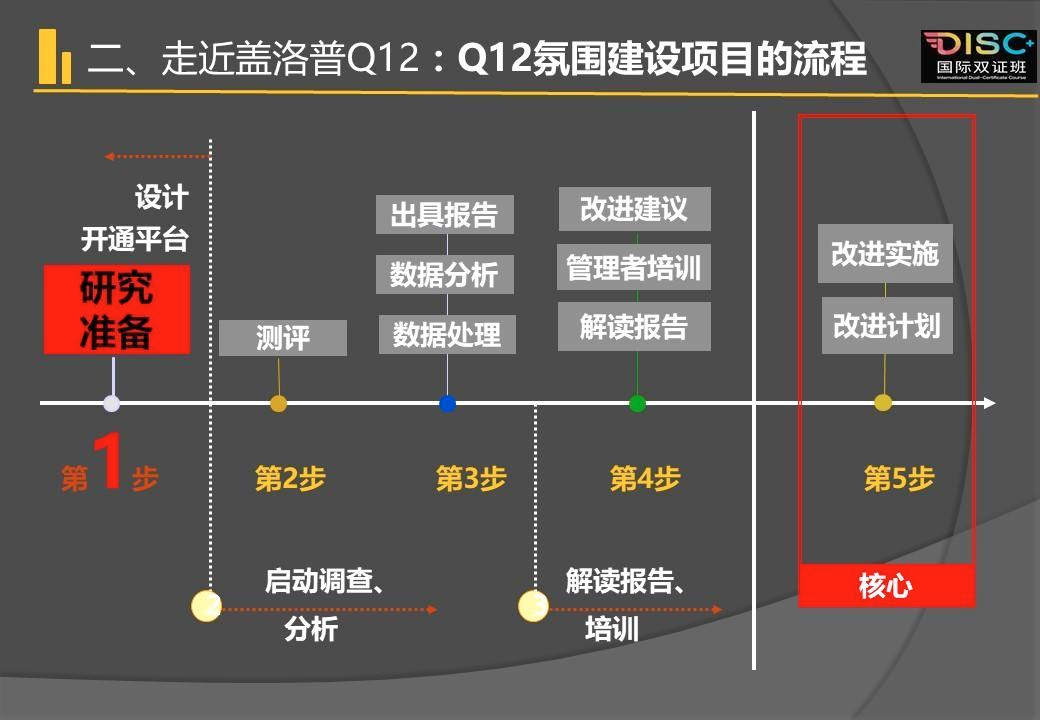 二、走近盖洛普Q12：Q12氛围建设项目的流程
DISC+
国际双证班
International Dual-Certificate Course
设计
开通平台
研究
准备
测评
出具报告
数据分析
数据处理
改进建议
管理者培训
解读报告
改进实施
改进计划
第1步
第2步
第3步
第4步
第5步
2
启动调查、
分析
3
解读报告、
培训
核心